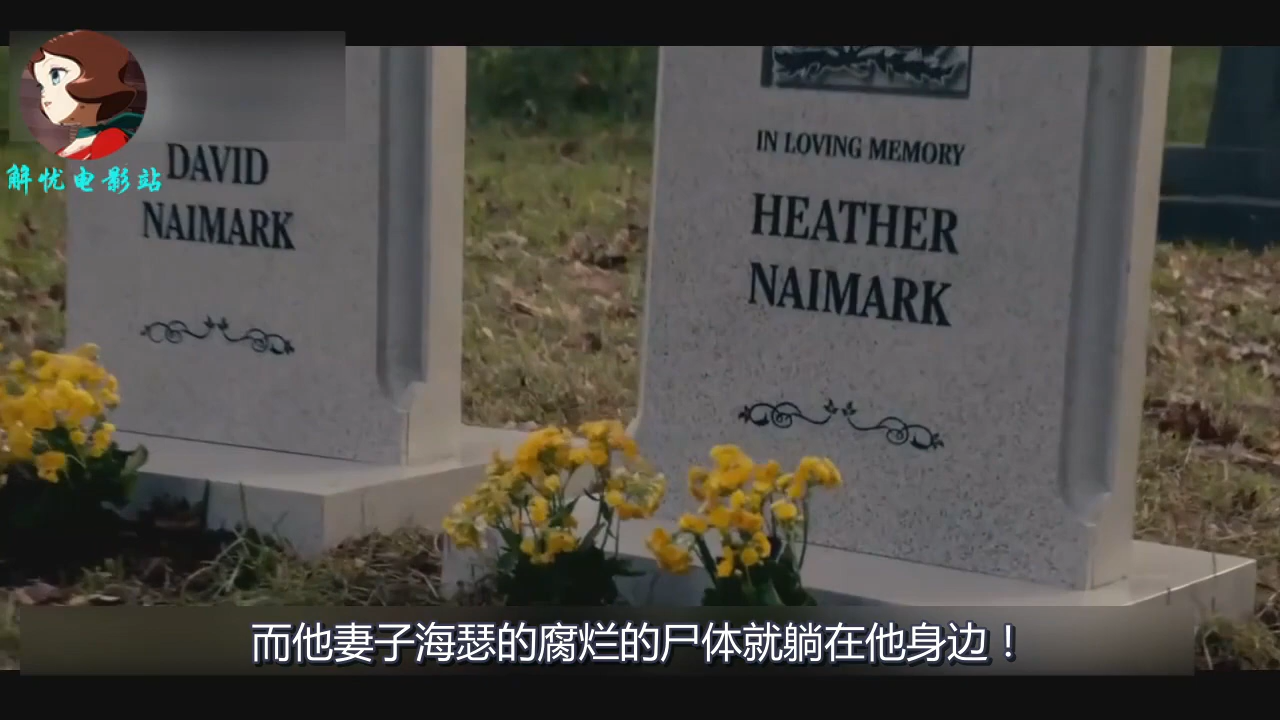 解忧电影站
DAVID
NAIMARK
IN LOVING MEMORY
HEATHER
NAIMARK
而他妻子海瑟的腐烂的尸体就躺在他身边！